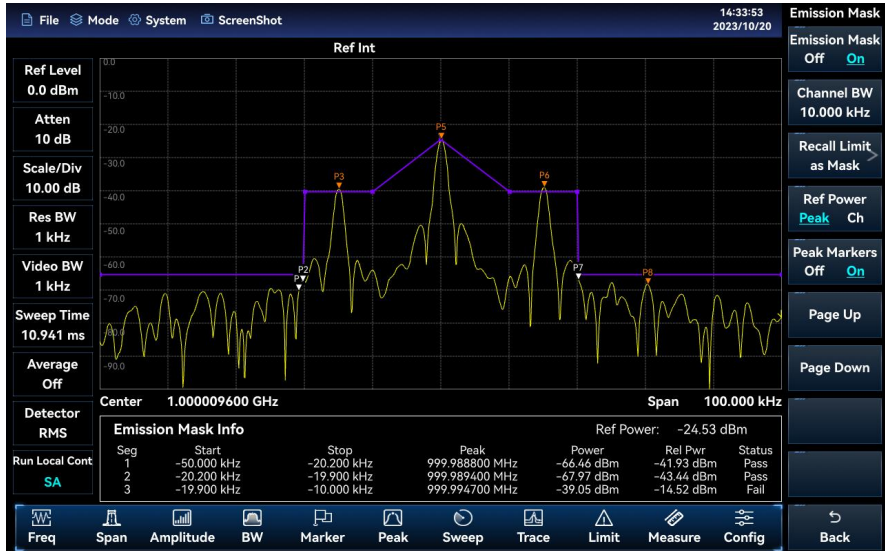 File Mode System ScreenShot
14:33:53
2023/10/20
Emission Mask
Ref Int
Ref Level
0.0 dBm
Atten
10 dB
Scale/Div
10.00 dB
Res BW
1 kHz
Video BW
1 kHz
Sweep Time
10.941 ms
Average
Off
Detector
RMS
Run Local Cont
SA
0.0
-10.0
-20.0
-30.0
-40.0
-50.0
-60.0
-70.0
-80.0
-90.0
P5
P3
P6
P2
P7
P8
Center 1.000009600 GHz Span 100.000 kHz
Emission Mask Info Ref Power: -24.53 dBm
Seg Start Stop Peak Power Rel Pwr Status
1 -50.000 kHz -20.200 kHz 999.988800 MHz -66.46 dBm -41.93 dBm Pass
2 -20.200 kHz -19.900 kHz 999.989400 MHz -67.97 dBm -43.44 dBm Pass
3 -19.900 kHz -10.000 kHz 999.994700 MHz -39.05 dBm -14.52 dBm Fail
Emission Mask
Off On
Channel BW
10.000 kHz
Recall Limit
as Mask
Ref Power
Peak Ch
Peak Markers
Off On
Page Up
Page Down
Freq Span Amplitude BW Marker Peak Sweep Trace Limit Measure Config Back